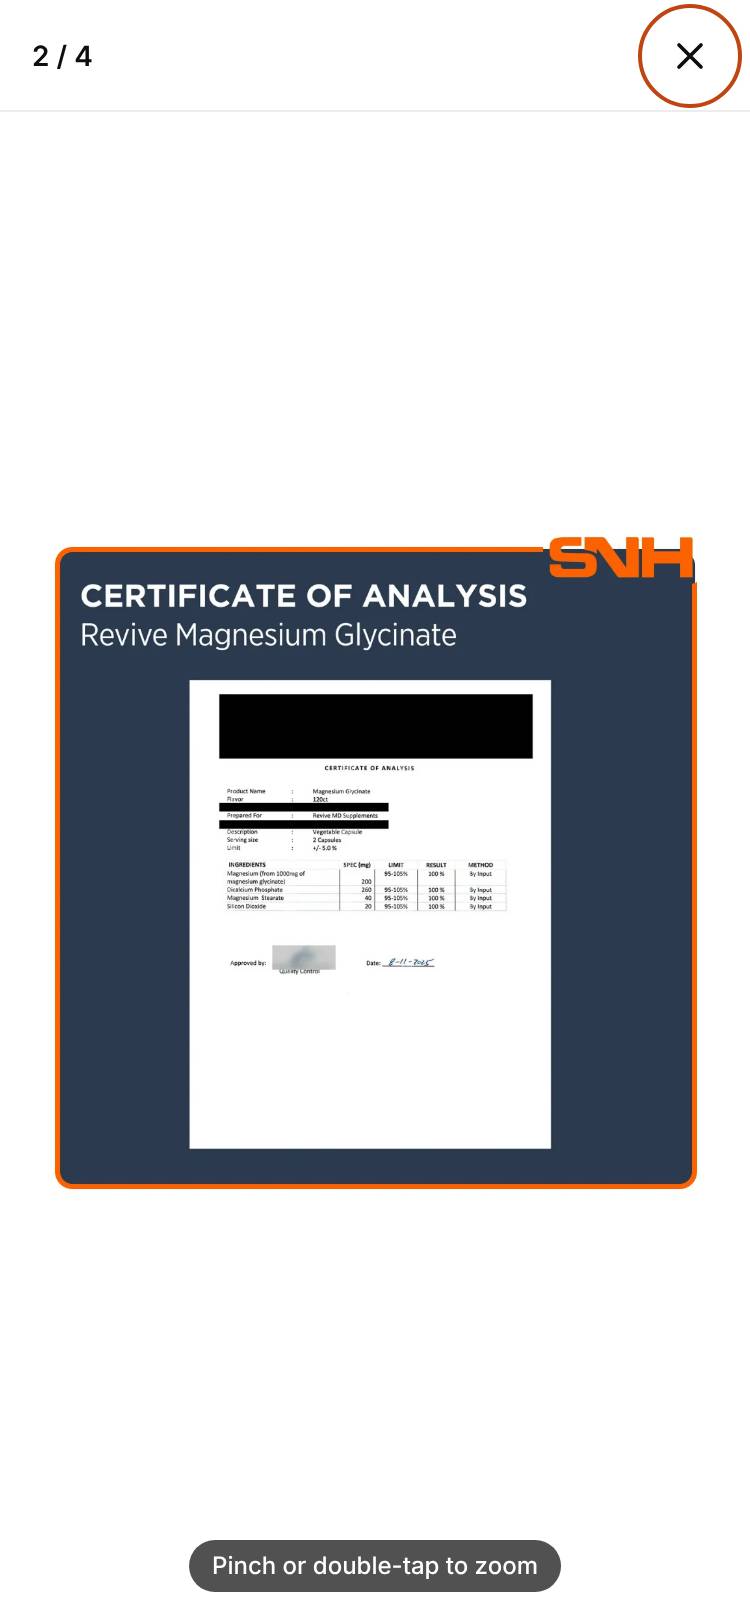 2 / 4
SNH
CERTIFICATE OF ANALYSIS
Revive Magnesium Glycinate
CERTIFICATE OF ANALYSIS
Product Name : Magnesium Glycinate
Flavor : 120ct
Prepared For : Revive MD Supplements
Description : Vegetable Capsule
Serving size : 2 Capsules
Limit : +/- 5.0 %
INGREDIENTS SPEC (mg) LIMIT RESULT METHOD
Magnesium (from 1000mg of magnesium glycinate) 200 95-105% 100 % By Input
Dicalcium Phosphate 260 95-105% 100 % By Input
Magnesium Stearate 40 95-105% 100 % By Input
Silicon Dioxide 20 95-105% 100 % By Input
Approved by: Date: 8-11-2025
Quality Control
Pinch or double-tap to zoom